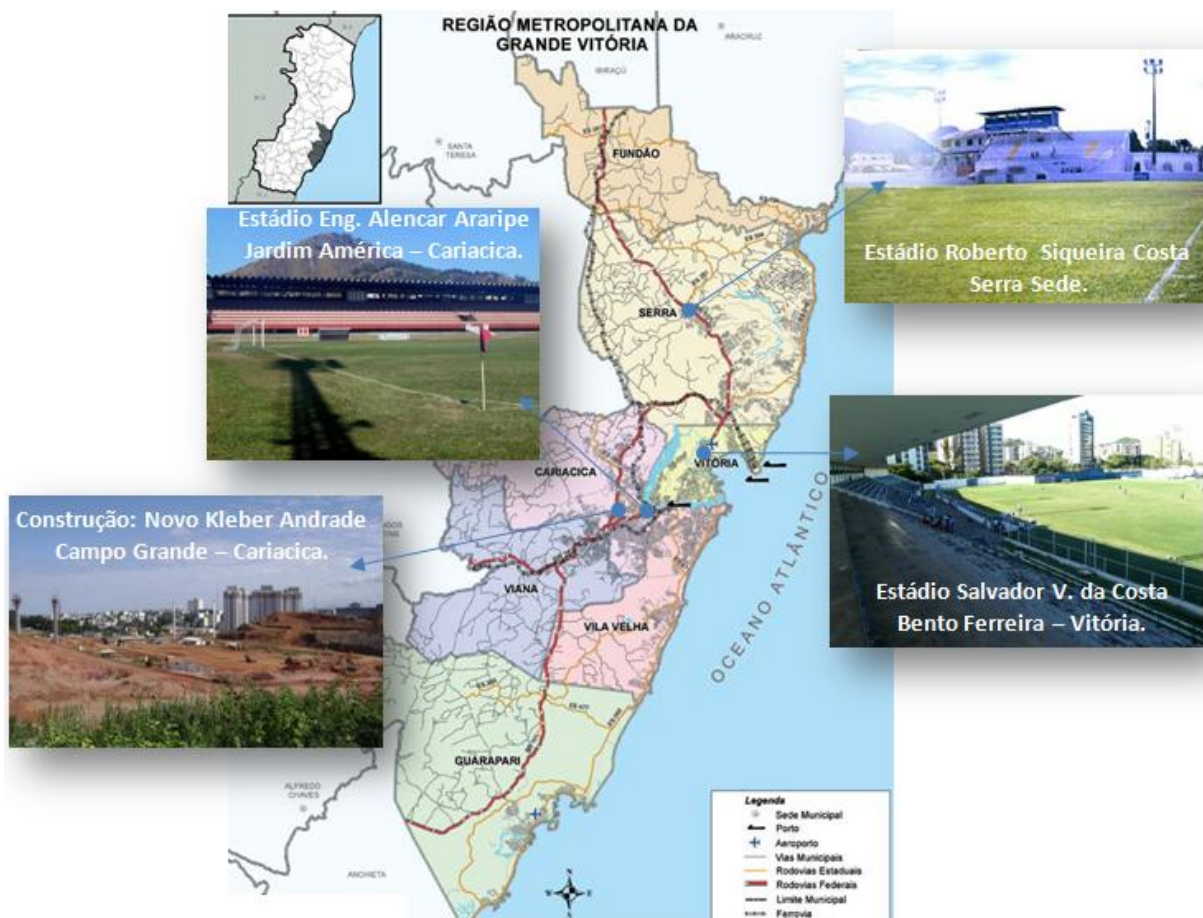 REGIÃO METROPOLITANA DA
GRANDE VITÓRIA
ARACRUZ
IBIRAÇÚ
SANTA
TERESA
FUNDÃO
Estádio Eng. Alencar Araripe
Jardim América – Cariacica.
Estádio Roberto Siqueira Costa
Serra Sede.
SERRA
CARIACICA
VITÓRIA
Construção: Novo Kleber Andrade
Campo Grande – Cariacica.
Estádio Salvador V. da Costa
Bento Ferreira – Vitória.
VIANA
VILA VELHA
OCEANO ATLÂNTICO
GUARAPARI
ALFREDO
CHAVES
ANCHIETA
N
W
E
S
Legenda
Sede Municipal
Porto
Aeroporto
Vias Municipais
Rodovias Estaduais
Rodovias Federais
Limite Municipal
Ferrovia